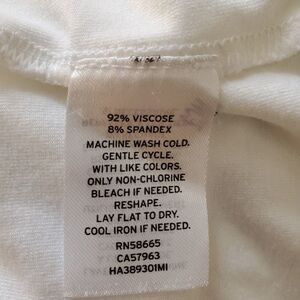 92% VISCOSE
8% SPANDEX
MACHINE WASH COLD.
GENTLE CYCLE.
WITH LIKE COLORS.
ONLY NON-CHLORINE
BLEACH IF NEEDED.
RESHAPE.
LAY FLAT TO DRY.
COOL IRON IF NEEDED.
RN58665
CA57963
HA389301MI